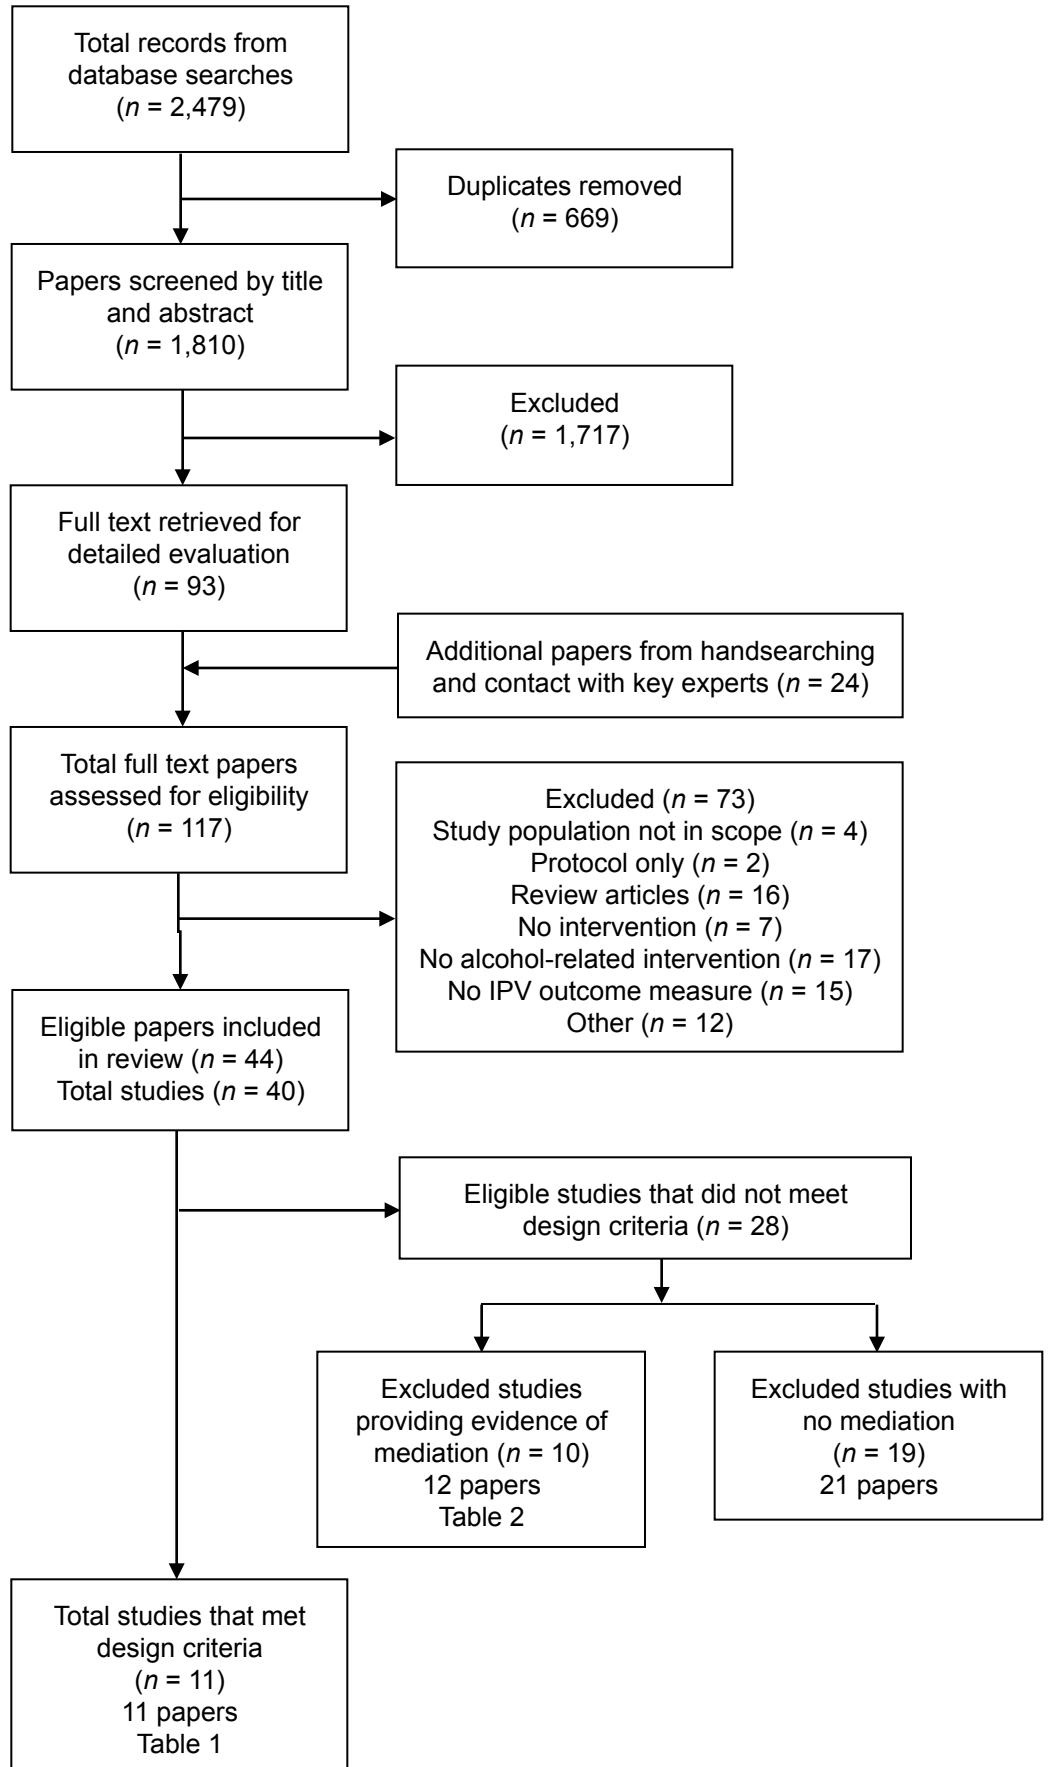 Total records from
database searches
(n = 2,479)
Duplicates removed
(n = 669)
Papers screened by title
and abstract
(n = 1,810)
Excluded
(n = 1,717)
Full text retrieved for
detailed evaluation
(n = 93)
Additional papers from handsearching
and contact with key experts (n = 24)
Total full text papers
assessed for eligibility
(n = 117)
Excluded (n = 73)
Study population not in scope (n = 4)
Protocol only (n = 2)
Review articles (n = 16)
No intervention (n = 7)
No alcohol-related intervention (n = 17)
No IPV outcome measure (n = 15)
Other (n = 12)
Eligible papers included
in review (n = 44)
Total studies (n = 40)
Eligible studies that did not meet
design criteria (n = 28)
Excluded studies
providing evidence of
mediation (n = 10)
12 papers
Table 2
Excluded studies with
no mediation
(n = 19)
21 papers
Total studies that met
design criteria
(n = 11)
11 papers
Table 1